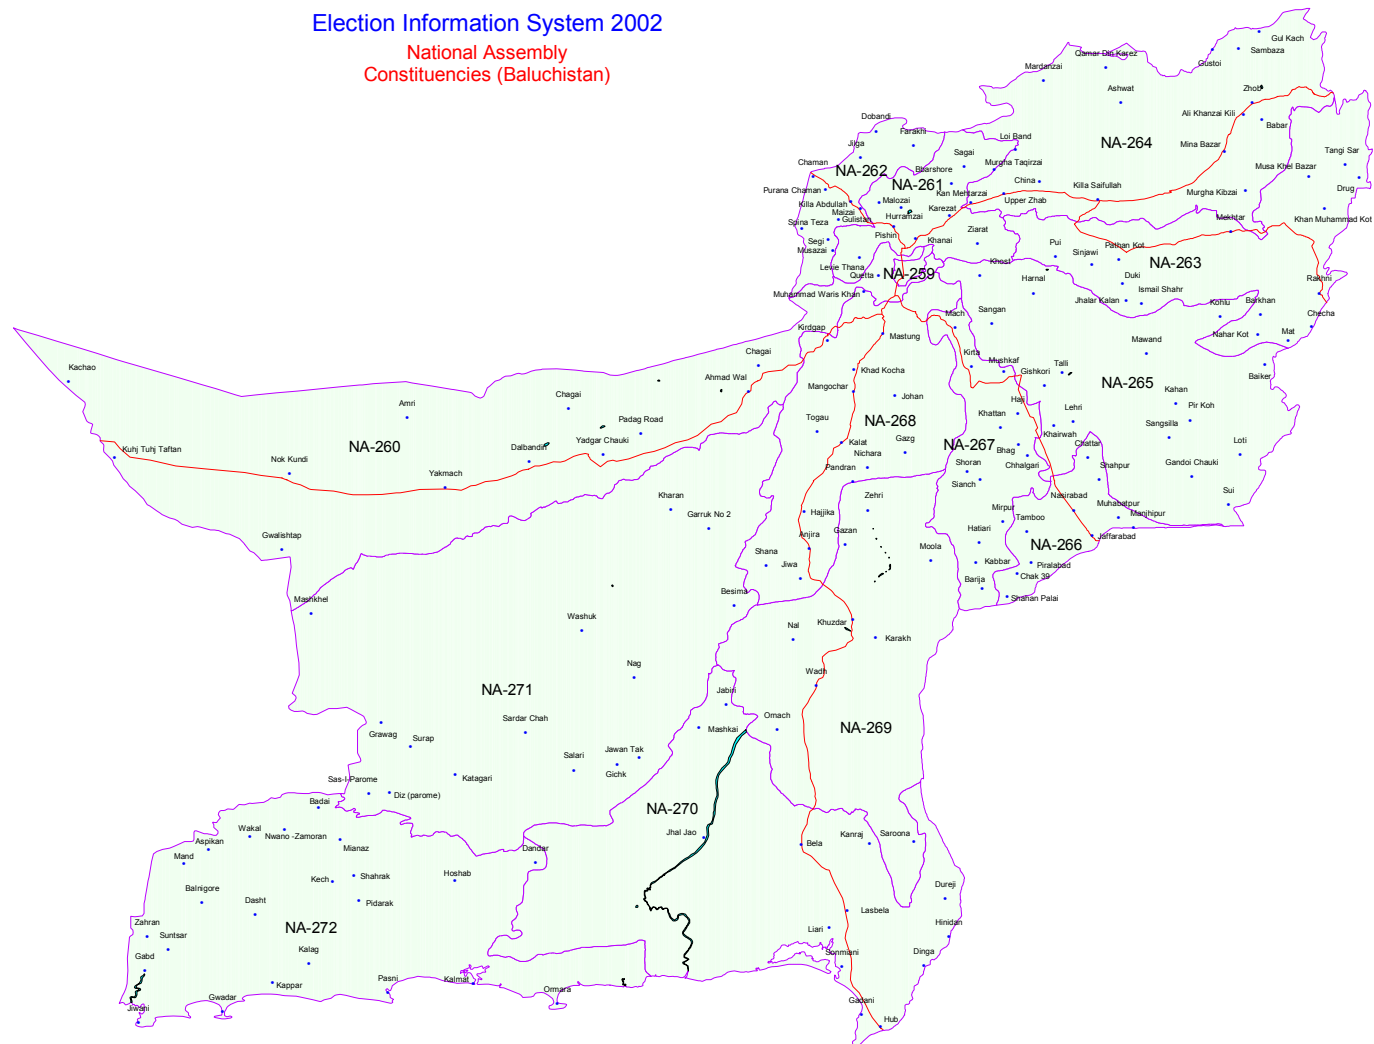 Election Information System 2002
National Assembly
Constituencies (Baluchistan)
Gul Kach
Sambaza
Gustoi
Qamar Din Karez
Mardanzai
Ashwat
Zhob
Ali Khanzai Kili
Babar
NA-264
Mina Bazar
Dobandi
Farakhi
Loi Band
Jilga
Sagai
Murgha Taqirzai
Tangi Sar
Musa Khel Bazar
Drug
Chaman
NA-262
Bbarshore
NA-261
China
Kan Mehtarzai
Killa Saifullah
Murgha Kibzai
Purana Chaman
Killa Abdullah
Malozai
Upper Zhab
Maizai
Gulistan
Hurramzai
Karezat
Khan Muhammad Kot
Mekhtar
Spina Teza
Segi
Musazai
Pishin
Khanai
Ziarat
Pui
Sinjawi
Pathan Kot
NA-263
Levie Thana
Quetta
NA-259
Khost
Harnal
Duki
Ismail Shahr
Rakhni
Muhammad Waris Khan
Jhalar Kalan
Kohlu
Barkhan
Checha
Kirdgap
Mastung
Mach
Sangan
Nahar Kot
Mat
Mawand
Kachao
Chagai
Ahmad Wal
Khad Kocha
Kirta
Mushkaf
Gishkori
Talli
NA-265
Baiker
Mangochar
Johan
Kahan
Amri
Chagai
Padag Road
Togau
NA-268
Khattan
Haji
Lehri
Pir Koh
Kuhj Tuhj Taftan
NA-260
Dalbandin
Yadgar Chauki
Kalat
Gazg
NA-267
Khairwah
Bhag
Chattar
Sangsilla
Loti
Nok Kundi
Yakmach
Nichara
Pandran
Shoran
Chhalgari
Shahpur
Gandoi Chauki
Sianch
Sui
Kharan
Garruk No 2
Zehri
Hajjika
Nasirabad
Muhabatpur
Manjhipur
Mirpur
Tamboo
Hatiari
NA-266
Jaffarabad
Gwalishtap
Anjira
Gazan
Moola
Shana
Jiwa
Kabbar
Piralabad
Chak 39
Barija
Shahan Palai
Mashkhel
Besima
Washuk
Nal
Khuzdar
Karakh
Nag
Wadh
NA-271
Jabiri
Grawag
Surap
Sardar Chah
Mashkai
Ornach
NA-269
Salari
Jawan Tak
Gichk
Katagari
Sas-I-Parome
Diz (parome)
Badai
NA-270
Wakal
Nwano -Zamoran
Aspikan
Mianaz
Mand
Jhal Jao
Bela
Kanraj
Saroona
Dandar
Balnigore
Kech
Shahrak
Hoshab
Dureji
Dasht
Pidarak
Lasbela
NA-272
Zahran
Suntsar
Liari
Hinidan
Gabd
Kalag
Sonmiani
Dinga
Kappar
Pasni
Kalmat
Ormara
Jiwani
Gwadar
Gadani
Hub